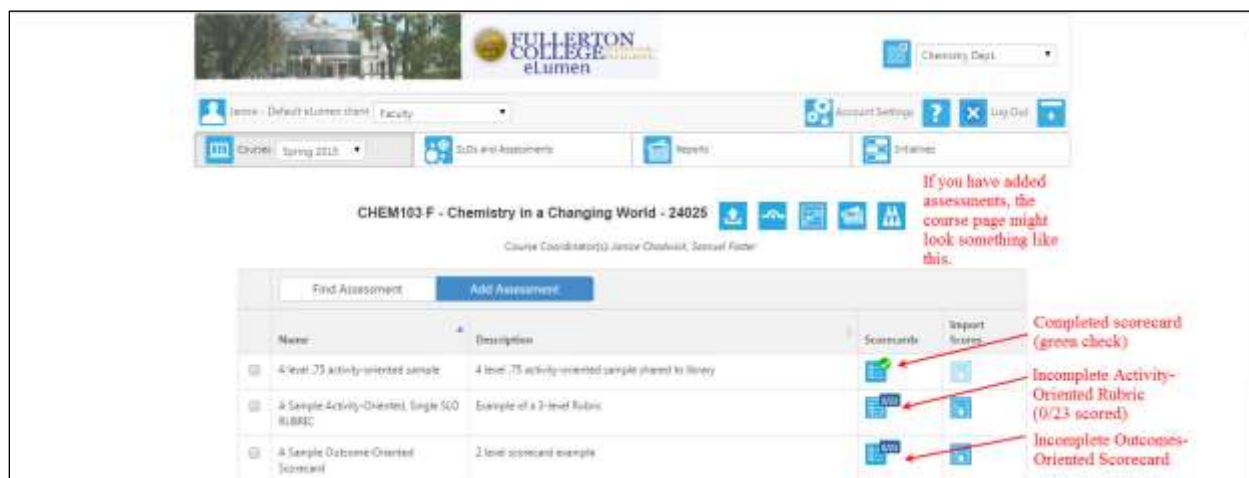 FULLERTON
COLLEGE
eLumen
Chemistry Dept.
Janice - Default eLumen client Faculty
Account Settings ? Log Out
Courses Spring 2015 SLOs and Assessments Reports Initiatives
If you have added
assessments, the
course page might
look something like
this.
CHEM103 F - Chemistry in a Changing World - 24025
Course Coordinator(s) Janice Chadwick, Samuel Foster
Find Assessment Add Assessment
Name Description Scorecards Import Scores
Completed scorecard
(green check)
4 level .75 activity-oriented sample 4 level .75 activity-oriented sample shared to library
Incomplete Activity-
Oriented Rubric
(0/23 scored)
A Sample Activity-Oriented, Single SLO
RUBRIC
Example of a 3-level Rubric
0/23
Incomplete Outcomes-
Oriented Scorecard
A Sample Outcome-Oriented
Scorecard
2 level scorecard example